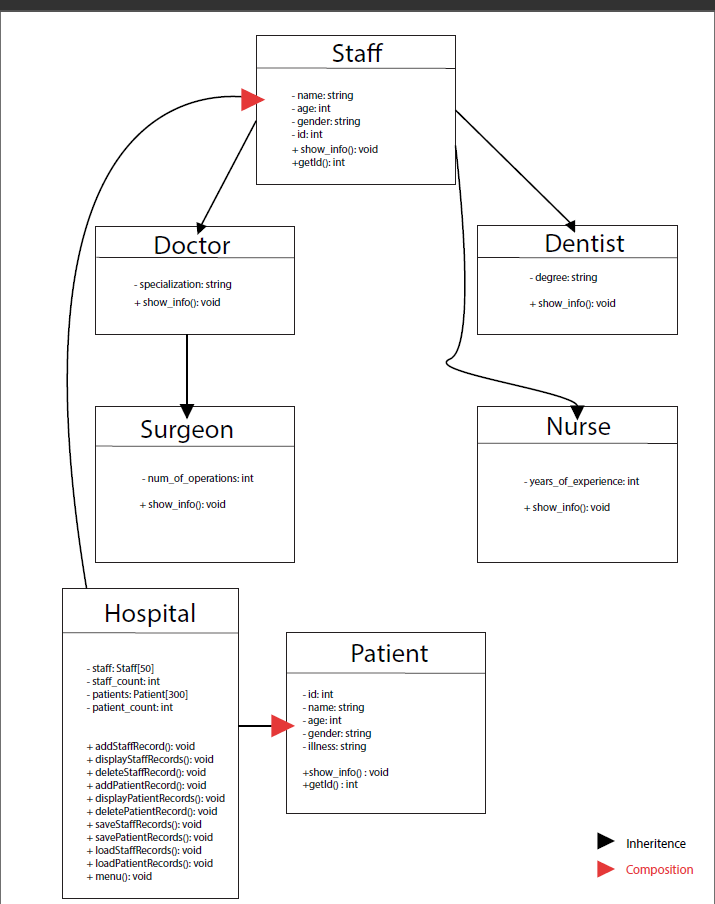 Staff
- name: string
- age: int
- gender: string
- id: int
+ show_info(): void
+getId(): int
Doctor
- specialization: string
+ show_info(): void
Dentist
- degree: string
+ show_info(): void
Surgeon
- num_of_operations: int
+ show_info(): void
Nurse
- years_of_experience: int
+ show_info(): void
Hospital
- staff: Staff[50]
- staff_count: int
- patients: Patient[300]
- patient_count: int
+ addStaffRecord(): void
+ displayStaffRecords(): void
+ deleteStaffRecord(): void
+ addPatientRecord(): void
+ displayPatientRecords(): void
+ deletePatientRecord(): void
+ saveStaffRecords(): void
+ savePatientRecords(): void
+ loadStaffRecords(): void
+ loadPatientRecords(): void
+ menu(): void
Patient
- id: int
- name: string
- age: int
- gender: string
- illness: string
+show_info() : void
+getId() : int
Inheritence
Composition